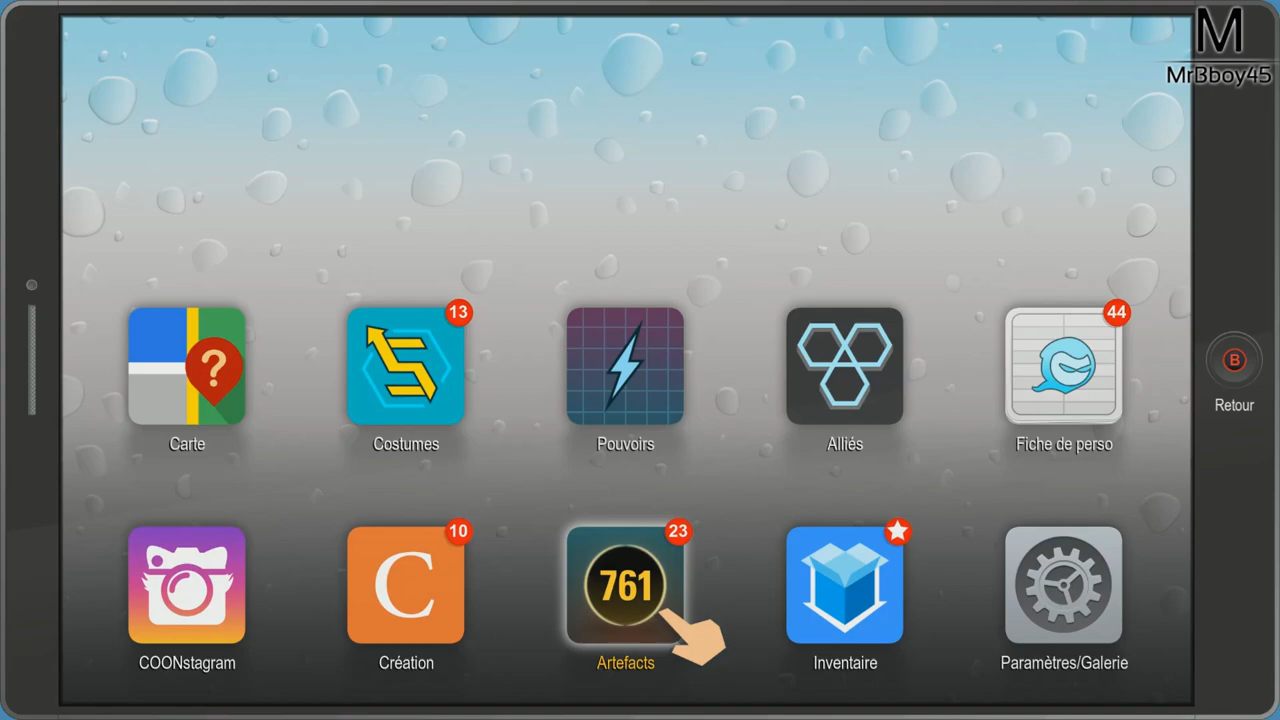 M
MrBboy45
13
44
B
Retour
Carte
Costumes
Pouvoirs
Alliés
Fiche de perso
10
23
C
761
COONstagram
Création
Artefacts
Inventaire
Paramètres/Galerie